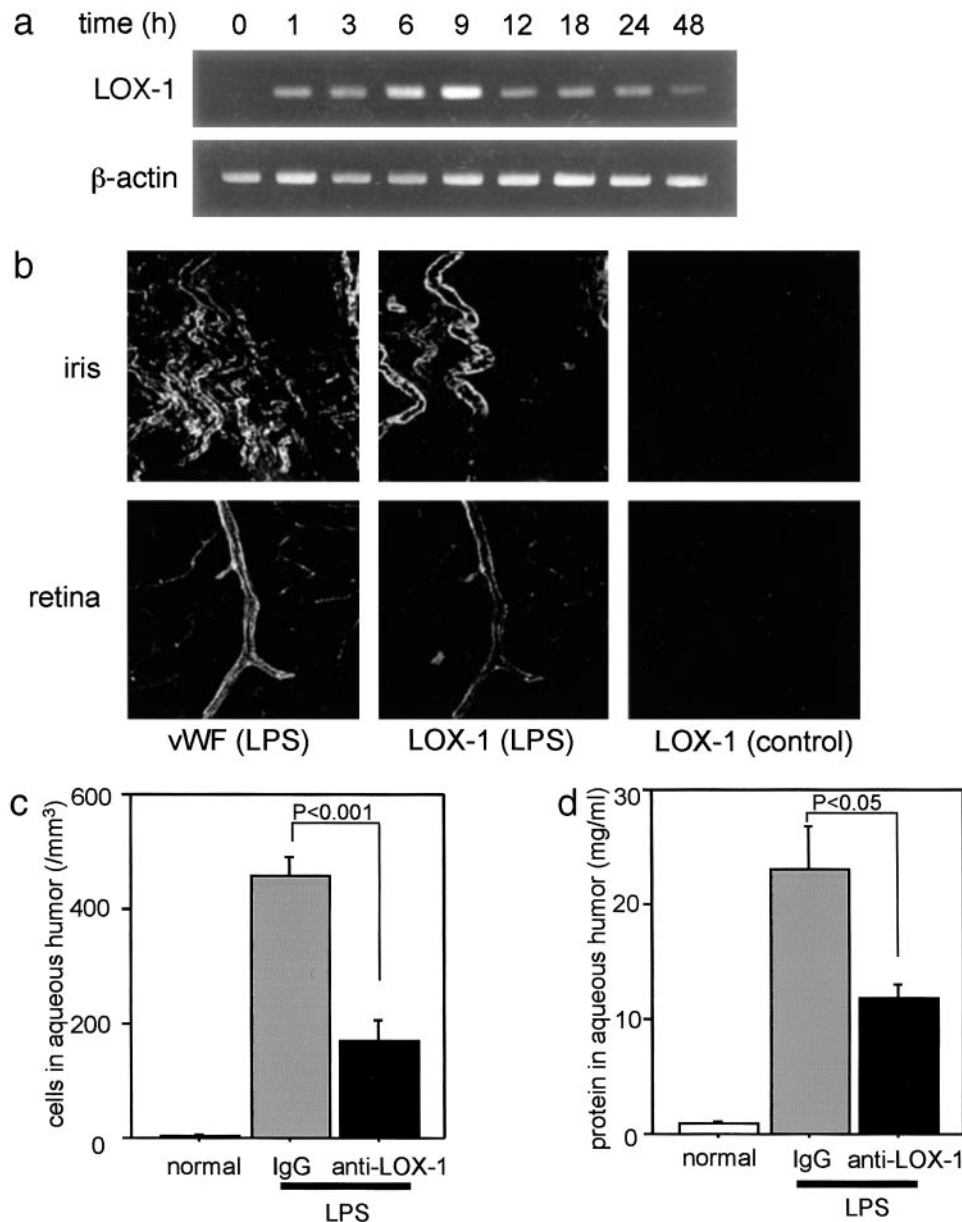 a time (h) 0 1 3 6 9 12 18 24 48
LOX-1
β-actin
b
iris
retina
vWF (LPS) LOX-1 (LPS) LOX-1 (control)
c
600
400
200
0
cells in aqueous humor (/mm³)
P<0.001
normal IgG anti-LOX-1
LPS
d
30
20
10
0
protein in aqueous humor (mg/ml)
P<0.05
normal IgG anti-LOX-1
LPS